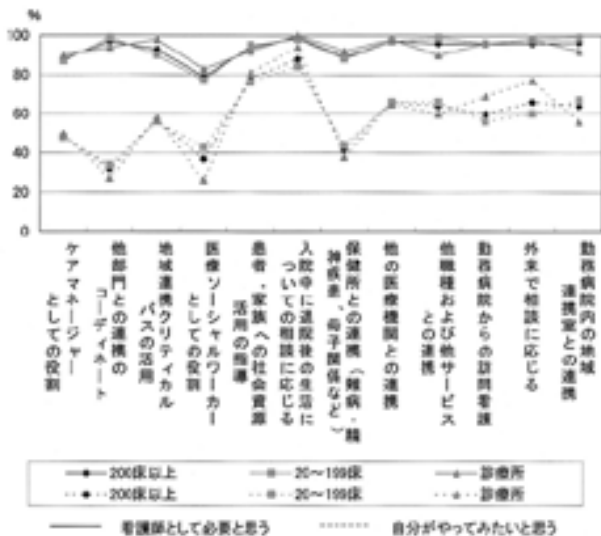 %
100
80
60
40
20
0
ケアマネージャー
としての役割
他部門との連携の
コーディネート
地域連携クリティカル
パスの活用
医療ソーシャルワーカー
としての役割
患者、家族への社会資源
活用の指導
入院中に退院後の生活に
ついての相談に応じる
保健所との連携（難病・精
神疾患、母子関係など）
他の医療機関との連携
他職種および他サービス
との連携
勤務病院からの訪問看護
外来で相談に応じる
勤務病院内の地域
連携室との連携
200床以上 20～199床 診療所
200床以上 20～199床 診療所
看護師として必要と思う 自分がやってみたいと思う